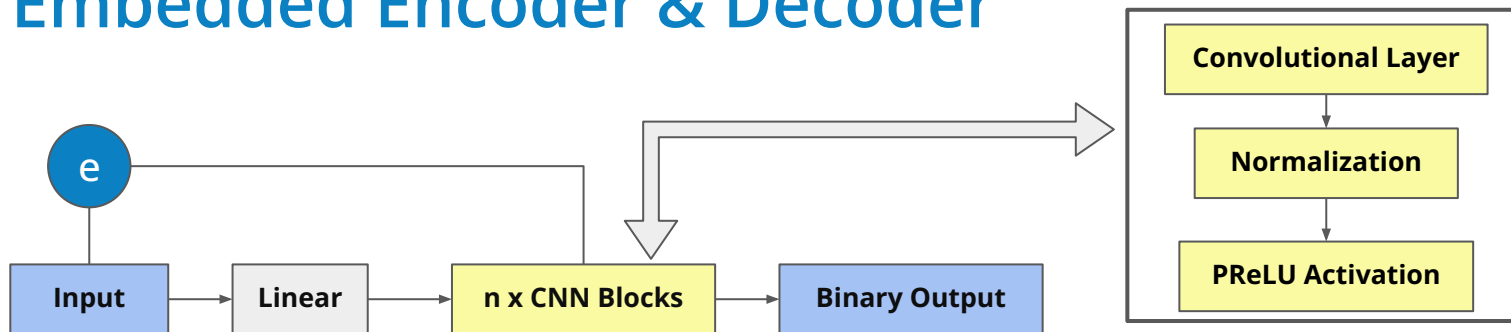 Embedded Encoder & Decoder
e
Input
Linear
n x CNN Blocks
Binary Output
Convolutional Layer
Normalization
PReLU Activation